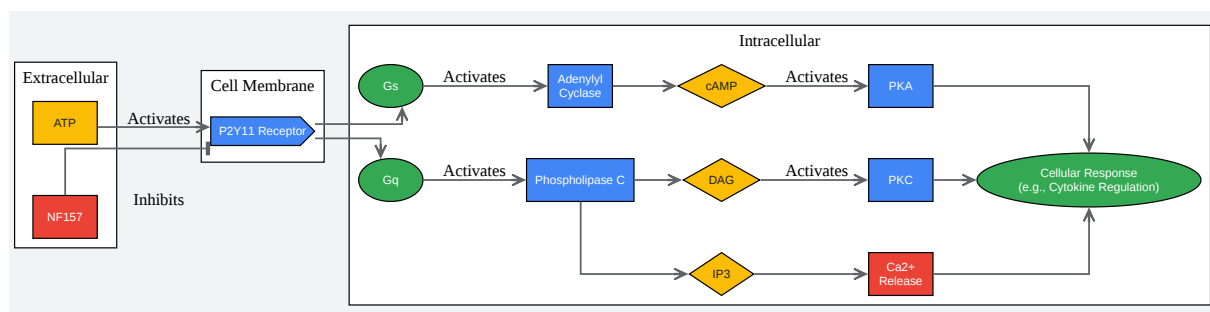 Intracellular
Extracellular
Cell Membrane
Gs
Activates
Adenylyl
Cyclase
cAMP
Activates
PKA
ATP
Activates
P2Y11 Receptor
Gq
Activates
Phospholipase C
DAG
Activates
PKC
Cellular Response
(e.g., Cytokine Regulation)
NF157
Inhibits
IP3
Ca2+
Release